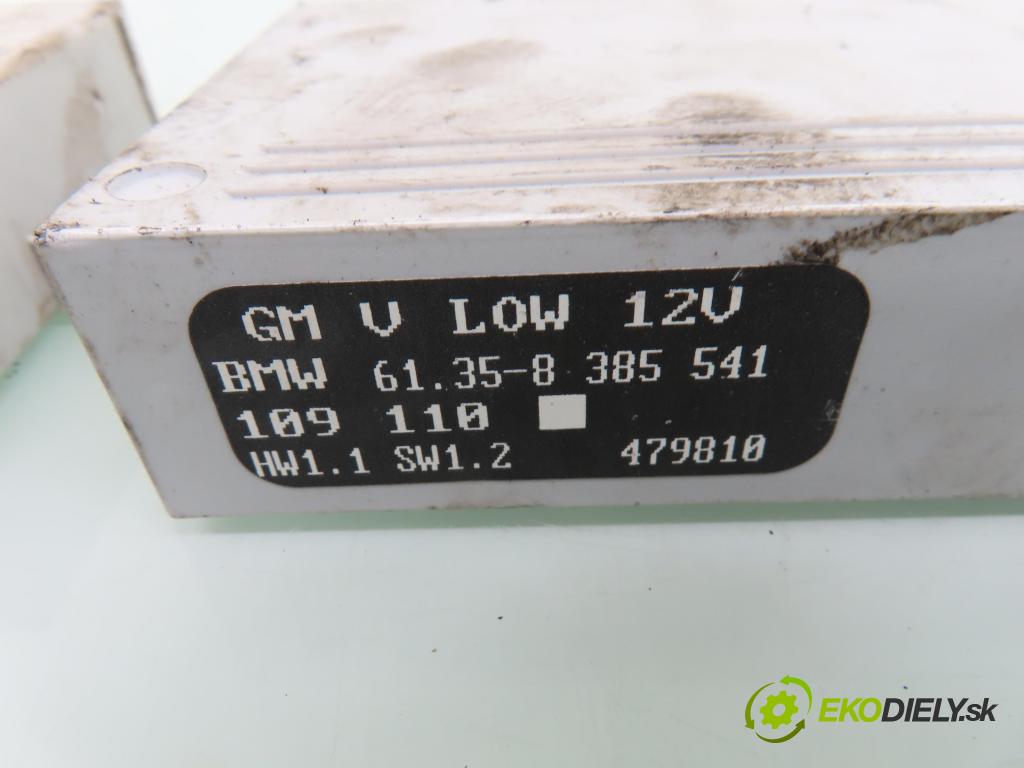 GM V LOW 12V
BMW 61.35-8 385 541
109 110
HW1.1 SW1.2 479810
EKODIELY.sk